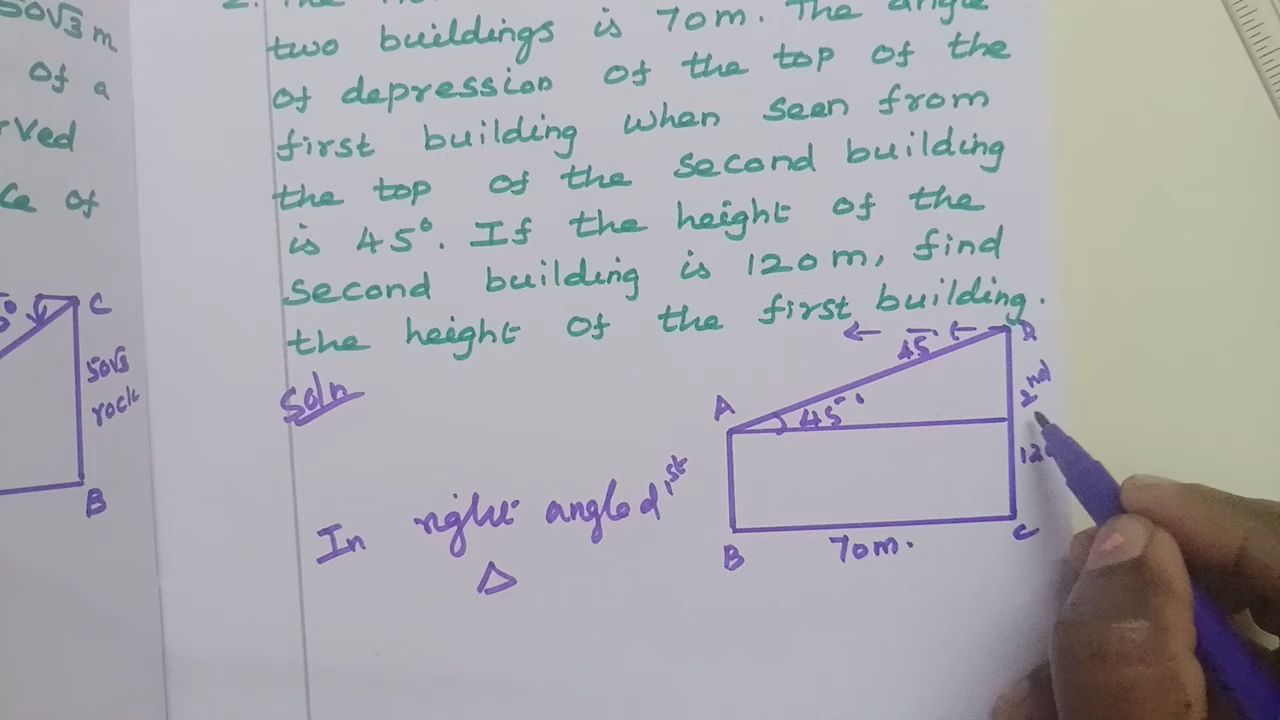 50√3 m
of a
rved
ce of
C
50√3
rock
B
two buildings is 70m. The angle
of depression of the top of the
first building when seen from
the top of the second building
is 45°. If the height of the
second building is 120m, find
the height of the first building.
Soln
45
A
45°
2nd
In right angled
1st
Δ
B
70m.
C